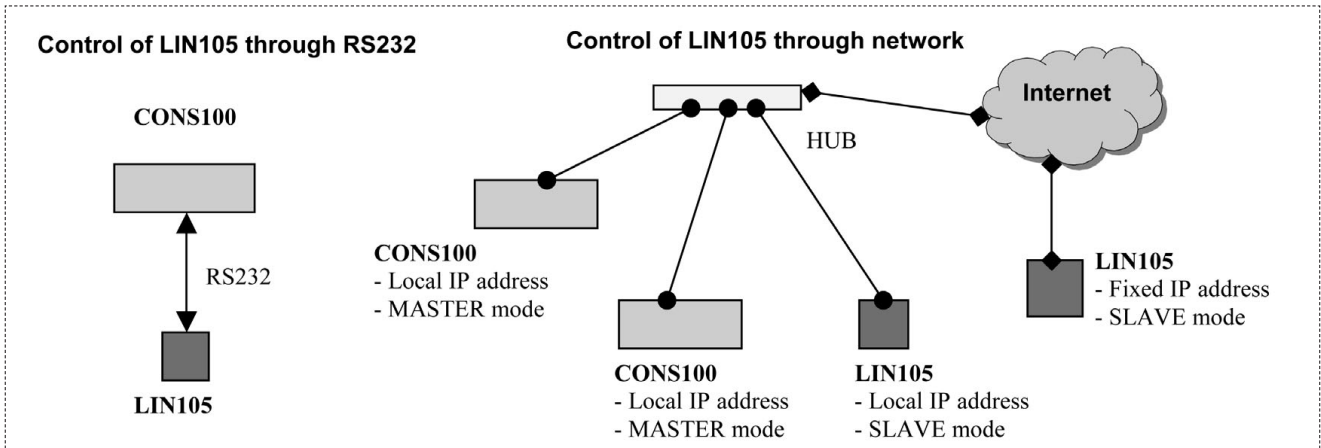 Control of LIN105 through RS232
CONS100
RS232
LIN105
Control of LIN105 through network
Internet
HUB
CONS100
- Local IP address
- MASTER mode
CONS100
- Local IP address
- MASTER mode
LIN105
- Local IP address
- SLAVE mode
LIN105
- Fixed IP address
- SLAVE mode